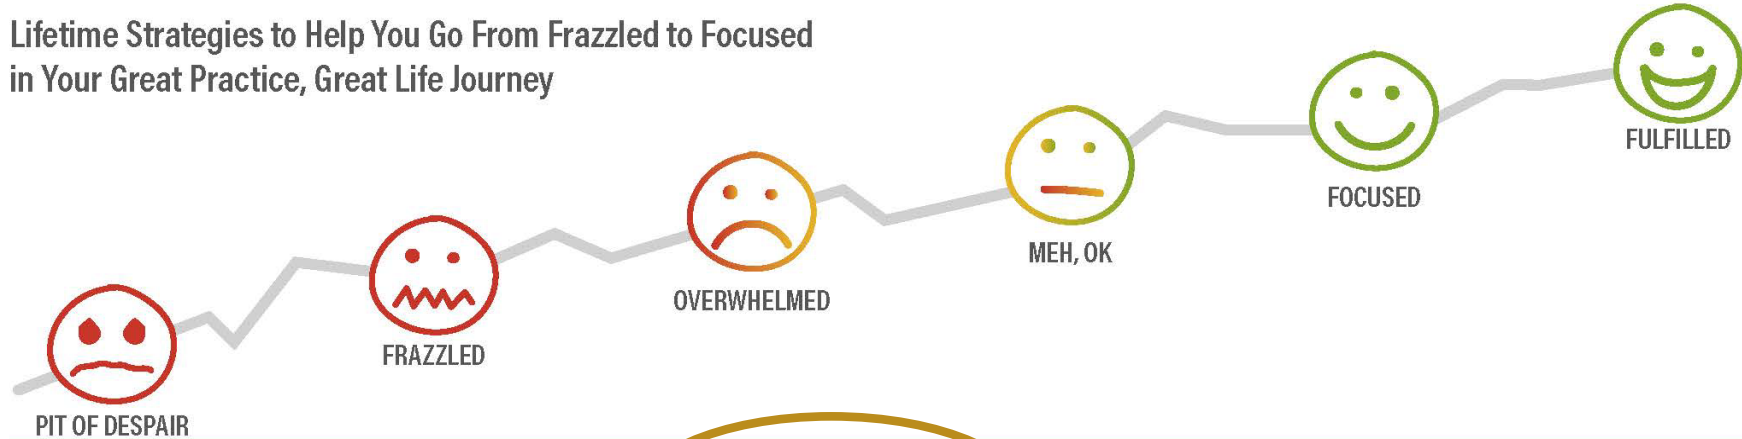 Lifetime Strategies to Help You Go From Frazzled to Focused
in Your Great Practice, Great Life Journey
FULFILLED
FOCUSED
MEH, OK
OVERWHELMED
FRAZZLED
PIT OF DESPAIR